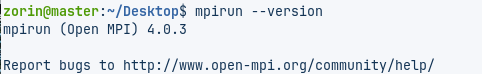 zorin@master:~/Desktop$ mpirun --version
mpirun (Open MPI) 4.0.3

Report bugs to http://www.open-mpi.org/community/help/